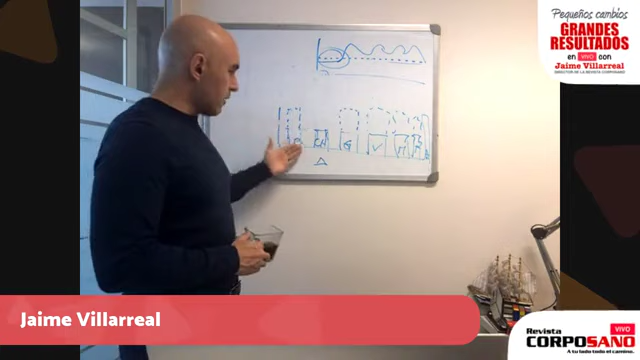 Pequeños cambios
GRANDES
RESULTADOS
en VIVO con
Jaime Villarreal
DIRECTOR DE LA REVISTA CORPOSANO
P CH G V M
A
Jaime Villarreal
Revista VIVO
CORPOSANO
A tu lado todo el camino.